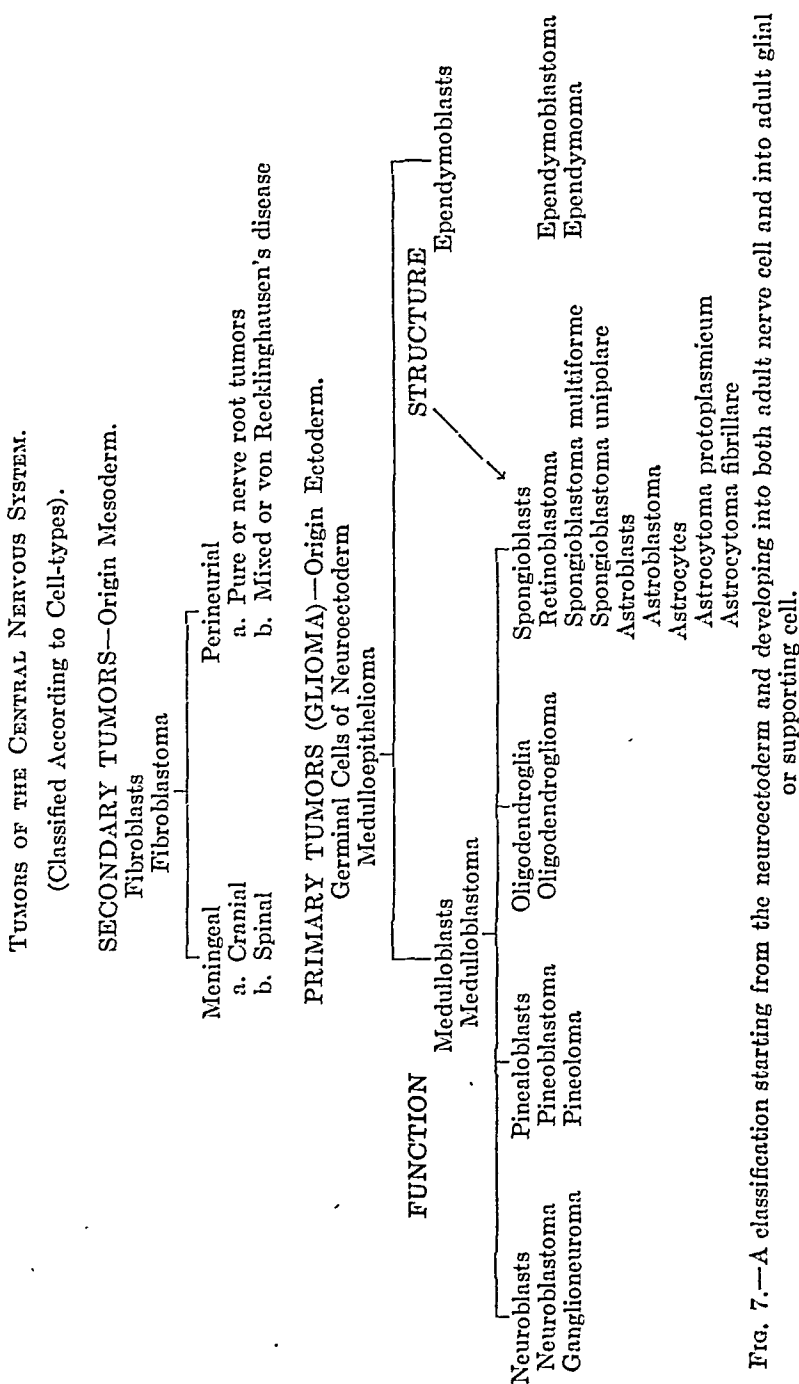 TUMORS OF THE CENTRAL NERVOUS SYSTEM.
(Classified According to Cell-types).
SECONDARY TUMORS—Origin Mesoderm.
Fibroblasts
Fibroblastoma
Meningeal
a. Cranial
b. Spinal
Perineurial
a. Pure or nerve root tumors
b. Mixed or von Recklinghausen's disease
PRIMARY TUMORS (GLIOMA)—Origin Ectoderm.
Germinal Cells of Neuroectoderm
Medulloepithelioma
FUNCTION
STRUCTURE
Medulloblasts
Medulloblastoma
Ependymoblasts
Ependymoblastoma
Ependymoma
Neuroblasts
Neuroblastoma
Ganglioneuroma
Pinealoblasts
Pineoblastoma
Pineoloma
Oligodendroglia
Oligodendroglioma
Spongioblasts
Retinoblastoma
Spongioblastoma multiforme
Spongioblastoma unipolare
Astroblasts
Astroblastoma
Astrocytes
Astrocytoma protoplasmicum
Astrocytoma fibrillare
FIG. 7.—A classification starting from the neuroectoderm and developing into both adult nerve cell and into adult glial
or supporting cell.